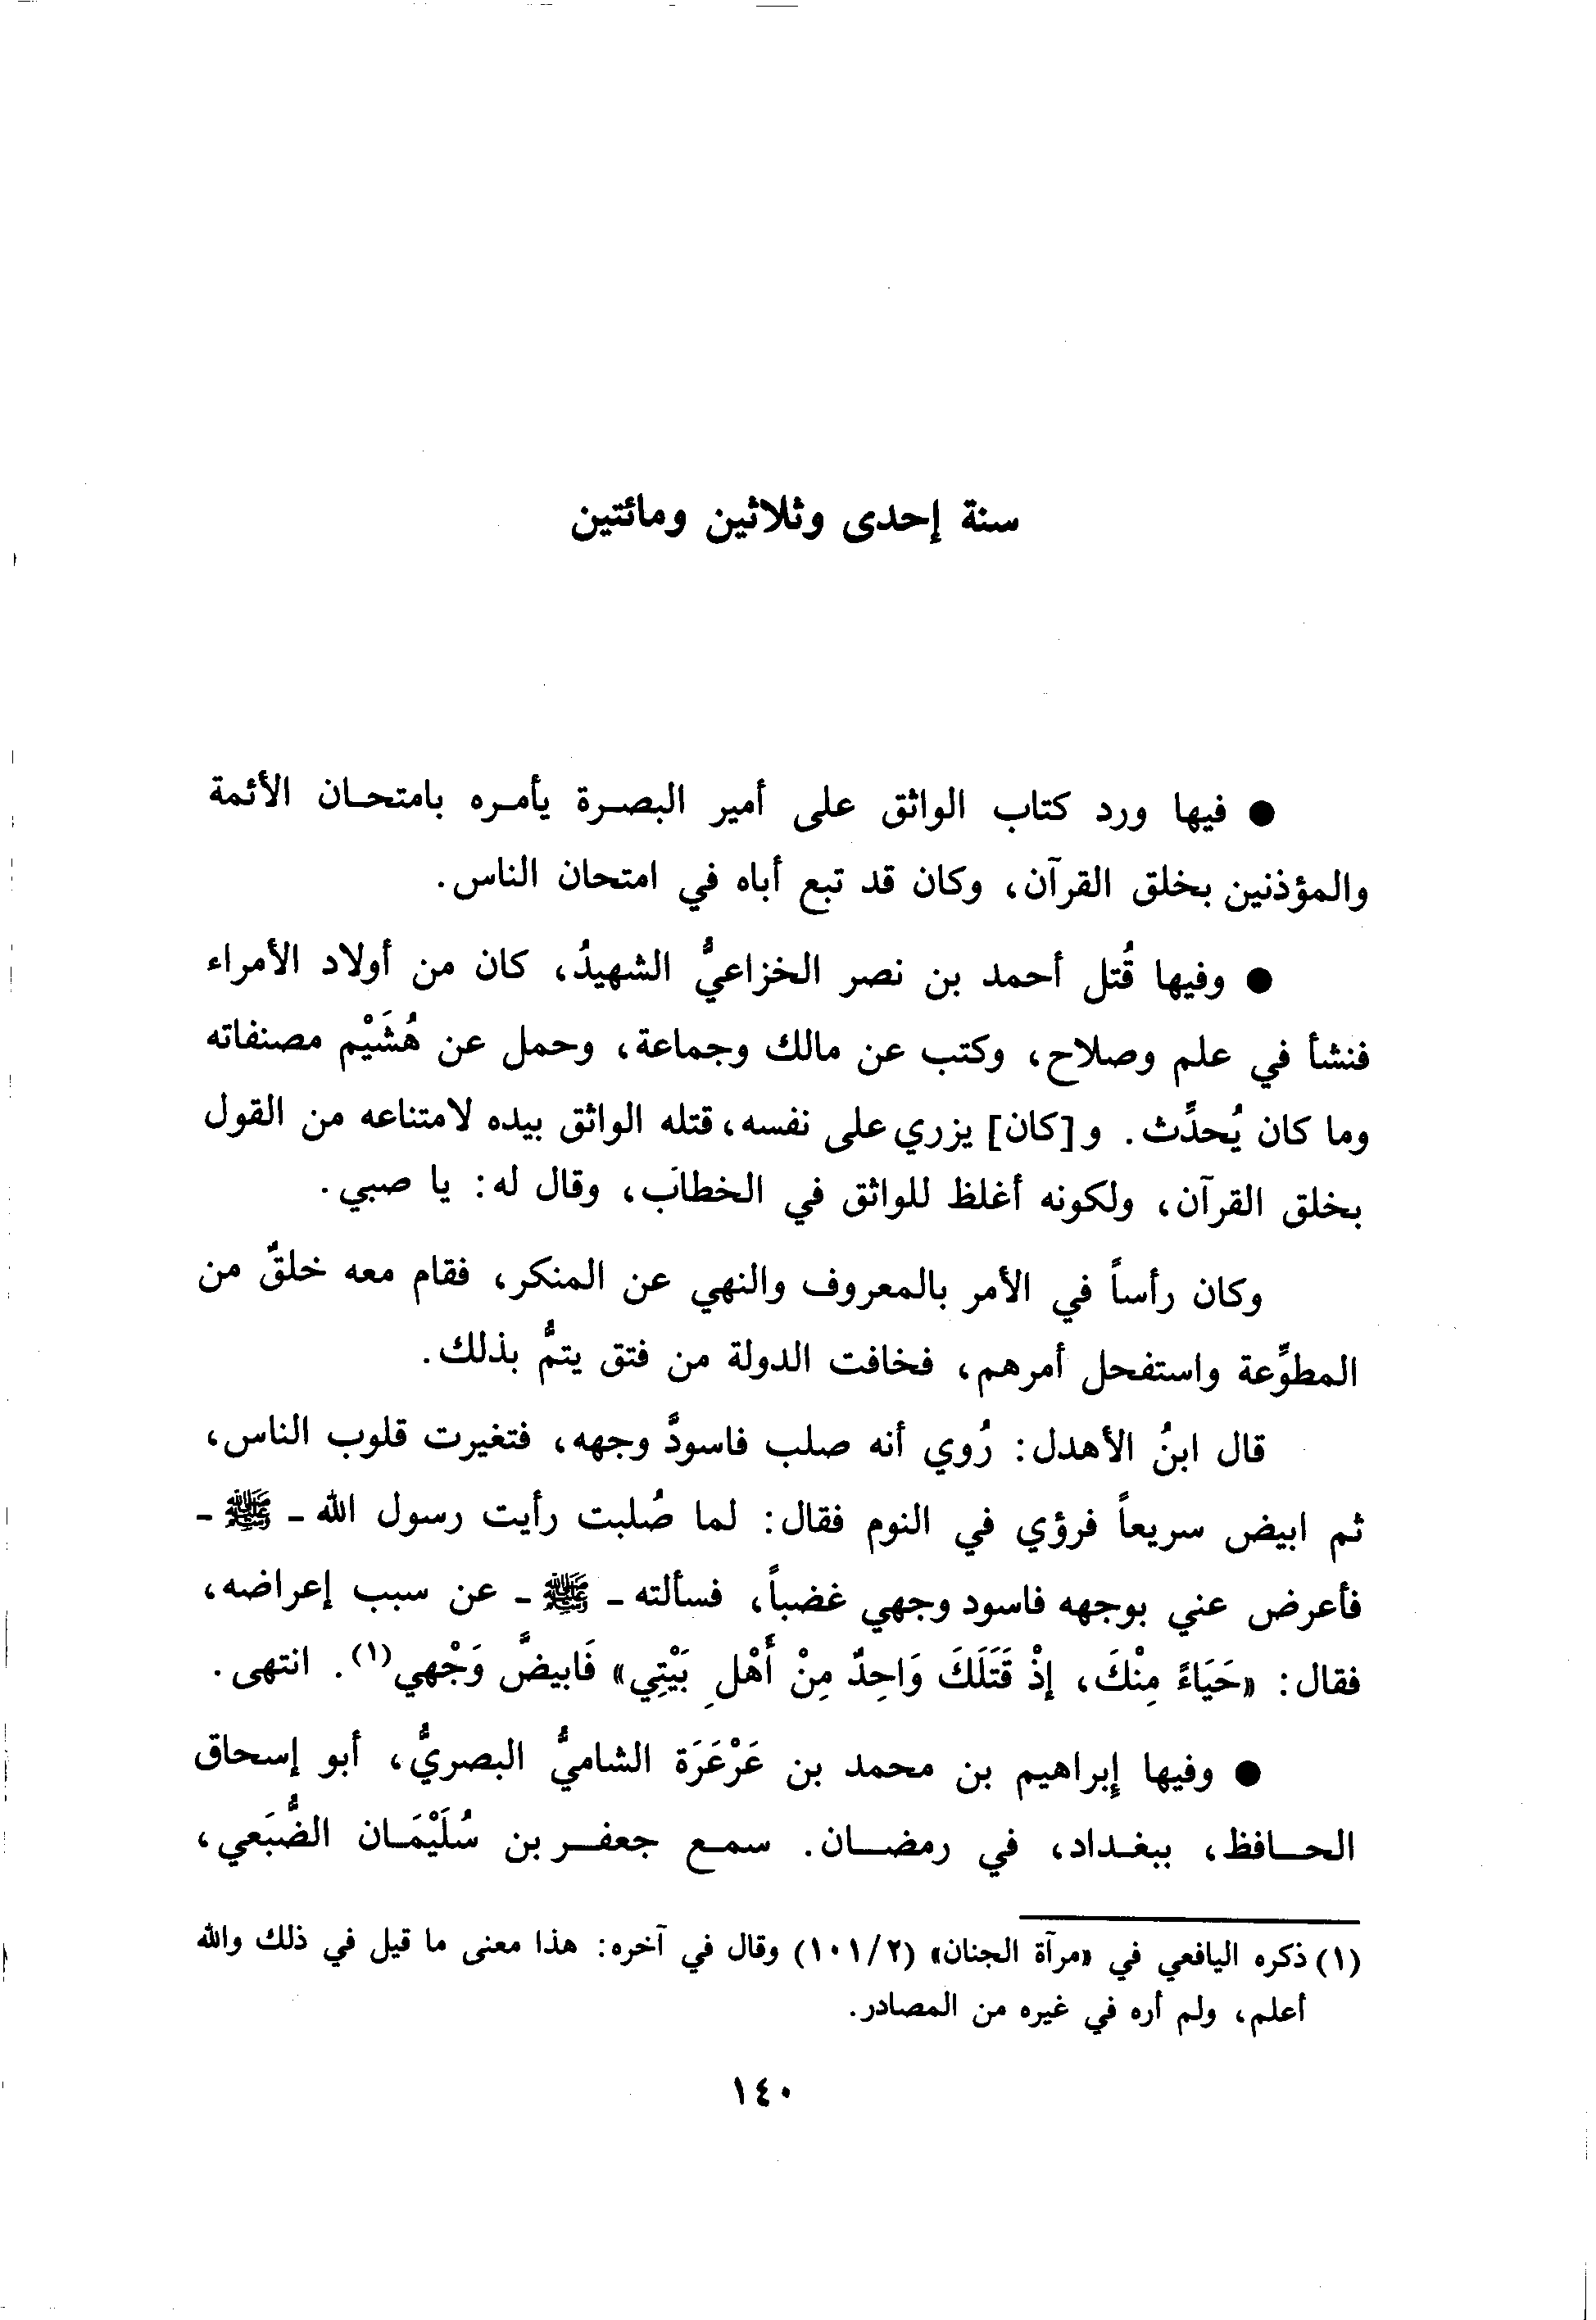 سنة إحدى وثلاثين ومائتين
● فيها ورد كتاب الواثق على أمير البصرة يأمره بامتحان الأئمة
والمؤذنين بخلق القرآن، وكان قد تبع أباه في امتحان الناس.
● وفيها قُتل أحمد بن نصر الخزاعيُّ الشهيدُ، كان من أولاد الأمراء
فنشأ في علم وصلاح، وكتب عن مالك وجماعة، وحمل عن هُشَيْم مصنفاته
وما كان يُحدِّث. و[كان] يزري على نفسه، قتله الواثق بيده لامتناعه من القول
بخلق القرآن، ولكونه أغلظ للواثق في الخطاب، وقال له: يا صبي.
وكان رأساً في الأمر بالمعروف والنهي عن المنكر، فقام معه خلقٌ من
المطوِّعة واستفحل أمرهم، فخافت الدولة من فتق يتمُّ بذلك.
قال ابنُ الأهدل: رُوي أنه صلب فاسودَّ وجهه، فتغيرت قلوب الناس،
ثم ابيض سريعاً فرؤي في النوم فقال: لما صُلبت رأيت رسول الله - ﷺ -
فأعرض عني بوجهه فاسود وجهي غضباً، فسألته - ﷺ - عن سبب إعراضه،
فقال: «حَيَاءً مِنْكَ، إِذْ قَتَلَكَ وَاحِدٌ مِنْ أَهْلِ بَيْتِي» فَابيضَّ وَجْهي(١). انتهى.
● وفيها إبراهيم بن محمد بن عَرْعَرَة الشاميُّ البصريُّ، أبو إسحاق
الحافظ، ببغداد، في رمضان. سمع جعفر بن سُلَيْمَان الضُّبَعي،
(١) ذكره اليافعي في «مرآة الجنان» (٢/١٠١) وقال في آخره: هذا معنى ما قيل في ذلك والله
أعلم، ولم أره في غيره من المصادر.
١٤٠